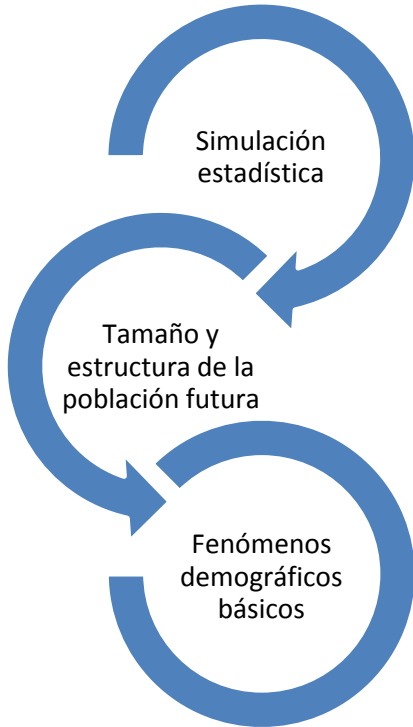 Simulación
estadística
Tamaño y
estructura de la
población futura
Fenómenos
demográficos
básicos